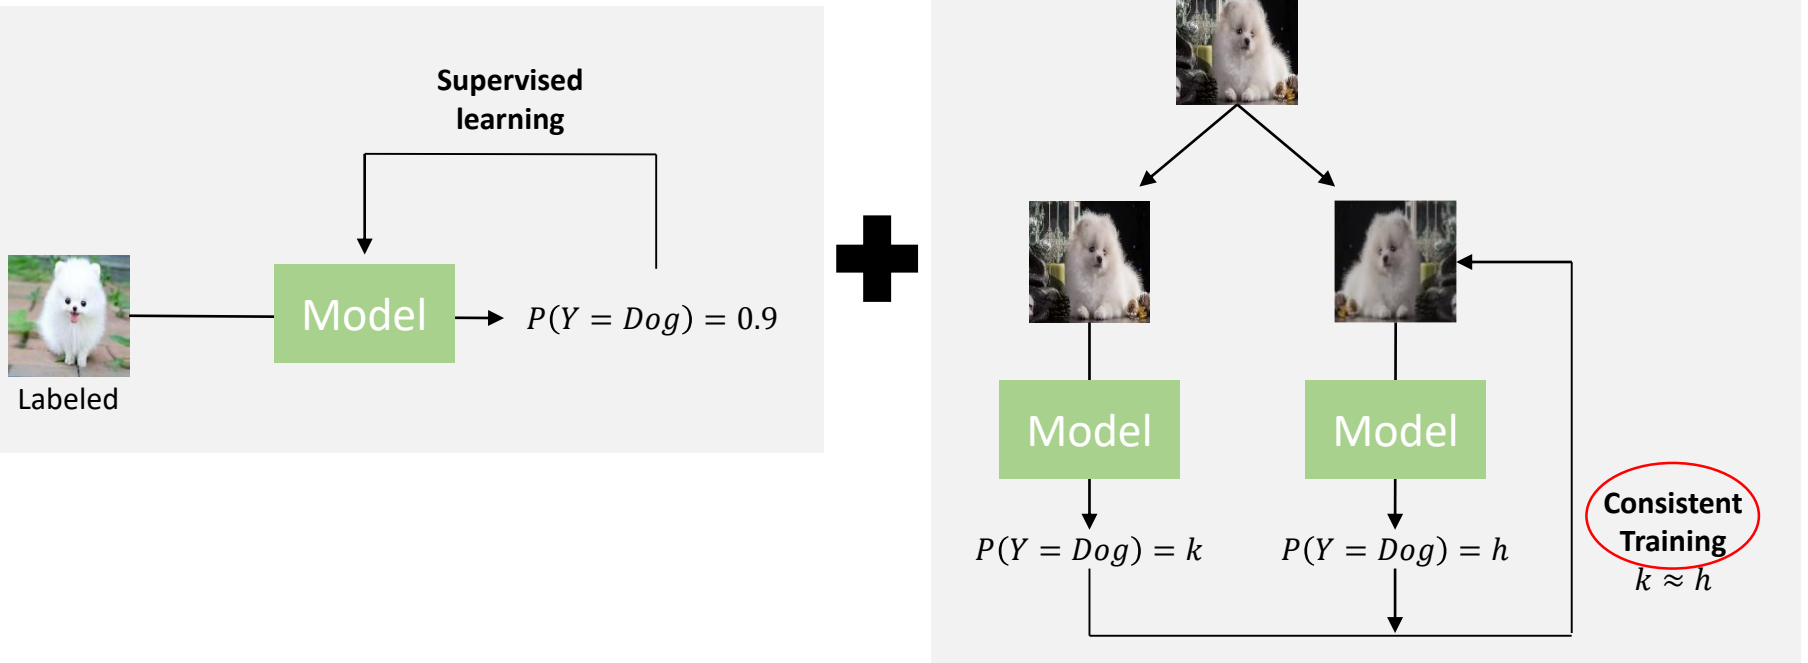 Supervised
learning
Model
P(Y = Dog) = 0.9
Labeled
Model
Model
P(Y = Dog) = k
P(Y = Dog) = h
Consistent
Training
k ≈ h